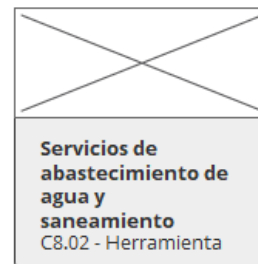 Servicios de
abastecimiento de
agua y
saneamiento
C8.02 - Herramienta